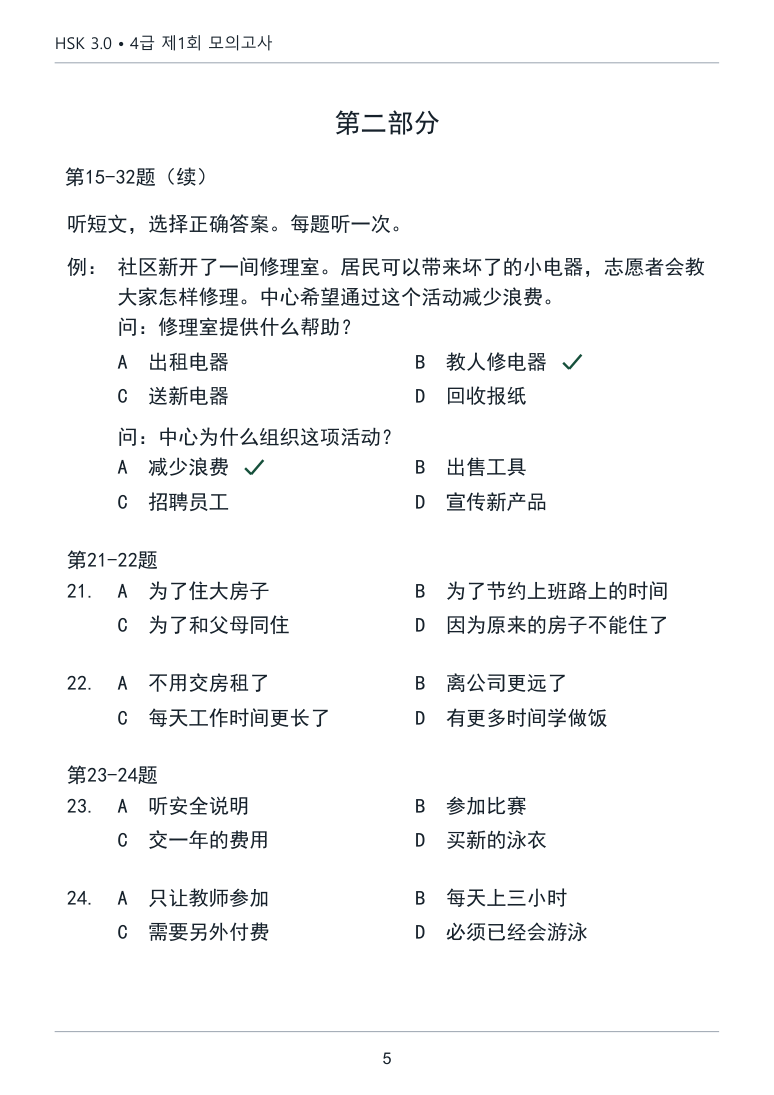 HSK 3.0 • 4급 제1회 모의고사
第二部分
第15-32题（续）
听短文，选择正确答案。每题听一次。
例： 社区新开了一间修理室。居民可以带来坏了的小电器，志愿者会教
大家怎样修理。中心希望通过这个活动减少浪费。
问：修理室提供什么帮助？
A 出租电器 B 教人修电器 ✓
C 送新电器 D 回收报纸
问：中心为什么组织这项活动？
A 减少浪费 ✓ B 出售工具
C 招聘员工 D 宣传新产品
第21-22题
21. A 为了住大房子 B 为了节约上班路上的时间
C 为了和父母同住 D 因为原来的房子不能住了
22. A 不用交房租了 B 离公司更远了
C 每天工作时间更长了 D 有更多时间学做饭
第23-24题
23. A 听安全说明 B 参加比赛
C 交一年的费用 D 买新的泳衣
24. A 只让教师参加 B 每天上三小时
C 需要另外付费 D 必须已经会游泳
5